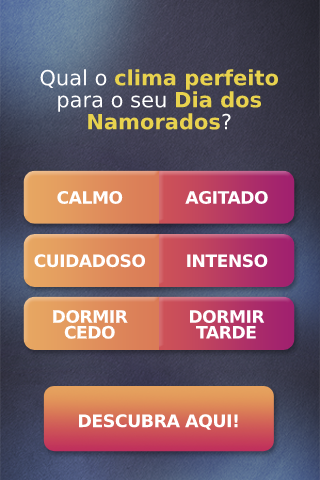 Qual o clima perfeito
para o seu Dia dos
Namorados?
CALMO
AGITADO
CUIDADOSO
INTENSO
DORMIR
CEDO
DORMIR
TARDE
DESCUBRA AQUI!